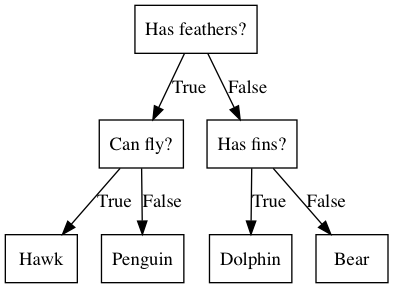 Has feathers?
True
False
Can fly?
Has fins?
True
False
True
False
Hawk
Penguin
Dolphin
Bear